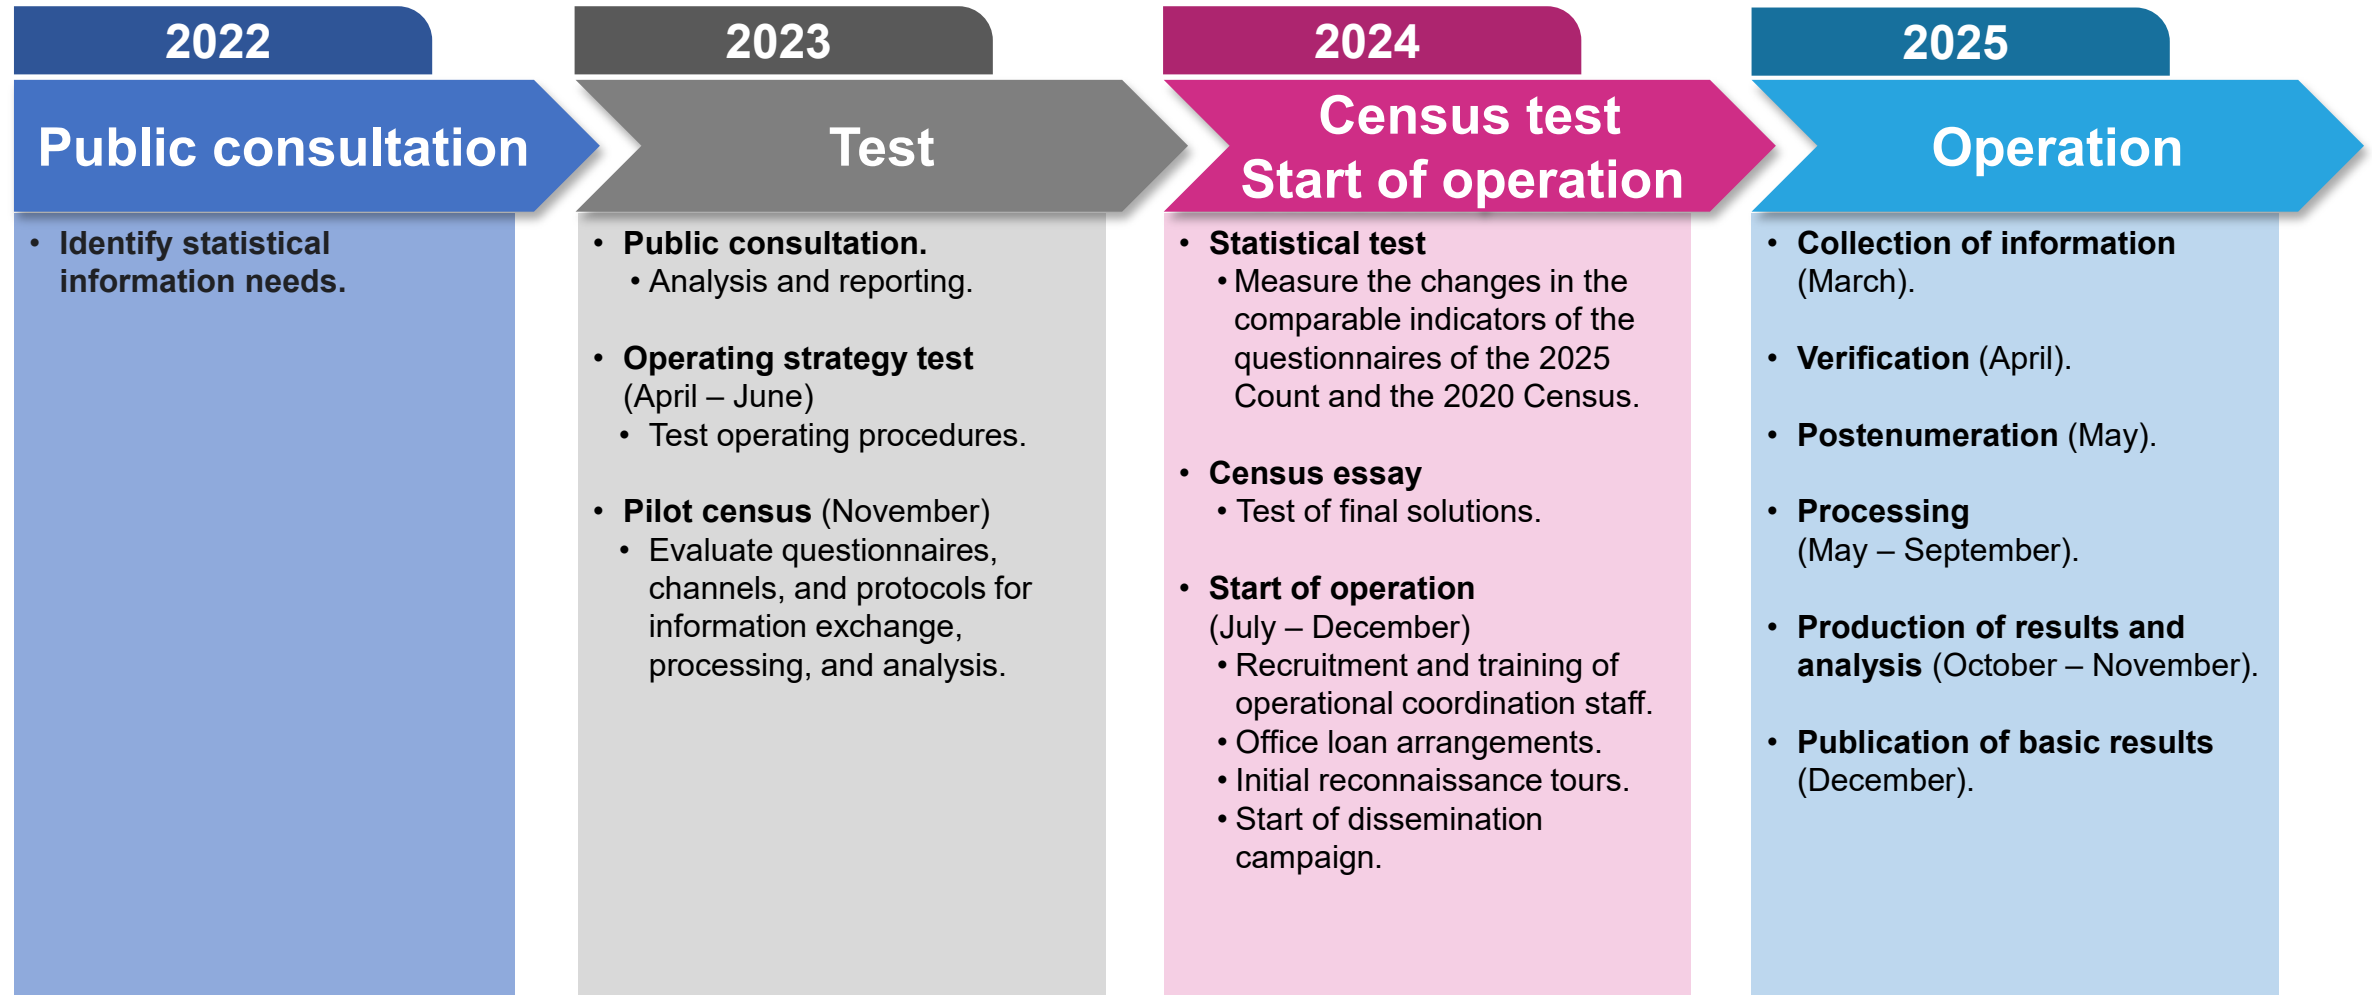 2022
Public consultation
• Identify statistical
information needs.
2023
Test
• Public consultation.
• Analysis and reporting.
• Operating strategy test
(April – June)
• Test operating procedures.
• Pilot census (November)
• Evaluate questionnaires,
channels, and protocols for
information exchange,
processing, and analysis.
2024
Census test
Start of operation
• Statistical test
• Measure the changes in the
comparable indicators of the
questionnaires of the 2025
Count and the 2020 Census.
• Census essay
• Test of final solutions.
• Start of operation
(July – December)
• Recruitment and training of
operational coordination staff.
• Office loan arrangements.
• Initial reconnaissance tours.
• Start of dissemination
campaign.
2025
Operation
• Collection of information
(March).
• Verification (April).
• Postenumeration (May).
• Processing
(May – September).
• Production of results and
analysis (October – November).
• Publication of basic results
(December).